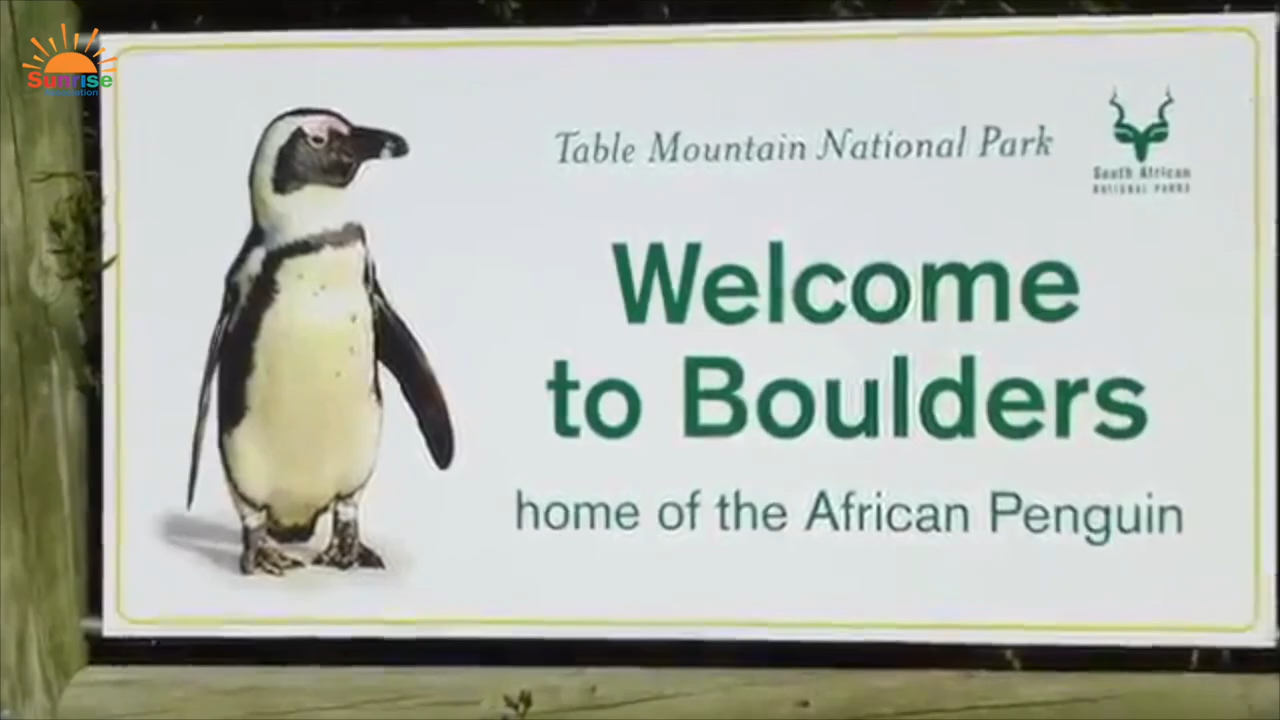 Sunrise
Table Mountain National Park
South African
NATIONAL PARKS
Welcome
to Boulders
home of the African Penguin